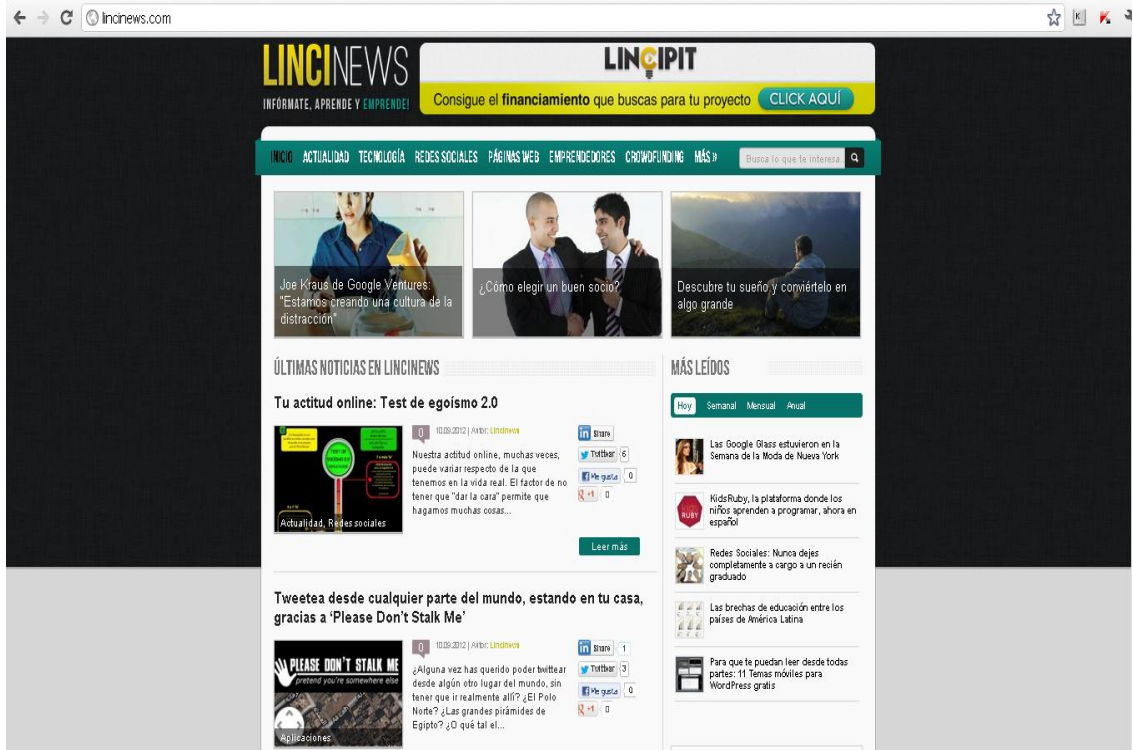 lincinews.com
LINCINEWS
INFÓRMATE, APRENDE Y EMPRENDE!
LINCIPIT
Consigue el financiamiento que buscas para tu proyecto
CLICK AQUÍ
INICIO ACTUALIDAD TECNOLOGÍA REDES SOCIALES PÁGINAS WEB EMPRENDEDORES CROWDFUNDING MÁS »
Busca lo que te interesa
Joe Kraus de Google Ventures:
"Estamos creando una cultura de la
distracción"
¿Cómo elegir un buen socio?
Descubre tu sueño y conviértelo en
algo grande
ÚLTIMAS NOTICIAS EN LINCINEWS
Tu actitud online: Test de egoísmo 2.0
Actualidad, Redes sociales
0 10.09.2012 | Autor: Lincinews
Nuestra actitud online, muchas veces,
puede variar respecto de la que
tenemos en la vida real. El factor de no
tener que "dar la cara" permite que
hagamos muchas cosas...
Share
Twittear 6
Me gusta 0
+1 0
Leer más
Tweetea desde cualquier parte del mundo, estando en tu casa,
gracias a ‘Please Don’t Stalk Me’
PLEASE DON'T STALK ME
pretend you're somewhere else
Aplicaciones
0 10.09.2012 | Autor: Lincinews
¿Alguna vez has querido poder twittear
desde algún otro lugar del mundo, sin
tener que ir realmente allí? ¿El Polo
Norte? ¿Las grandes pirámides de
Egipto? ¿O qué tal el...
Share 1
Twittear 3
Me gusta 0
+1 0
MÁS LEÍDOS
Hoy Semanal Mensual Anual
Las Google Glass estuvieron en la
Semana de la Moda de Nueva York
KIDS
RUBY
KidsRuby, la plataforma donde los
niños aprenden a programar, ahora en
español
Redes Sociales: Nunca dejes
completamente a cargo a un recién
graduado
Las brechas de educación entre los
países de América Latina
Para que te puedan leer desde todas
partes: 11 Temas móviles para
WordPress gratis